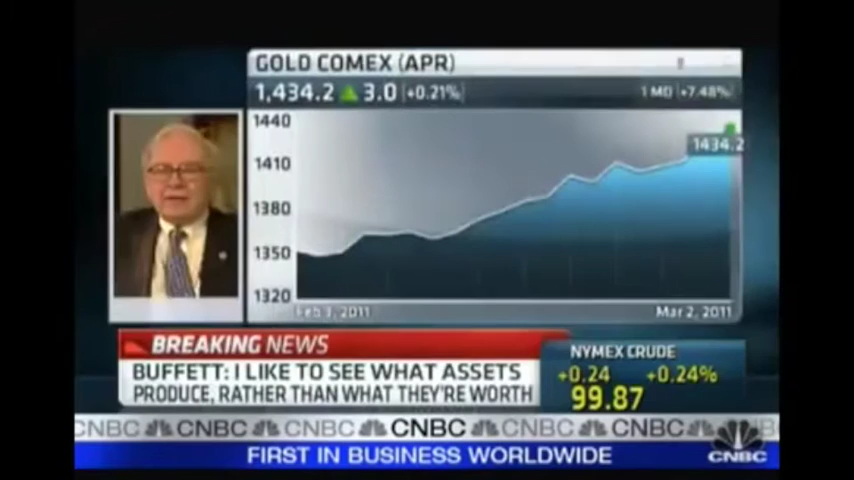 GOLD COMEX (APR)
1,434.2 ▲ 3.0 (+0.21%)
1 MO (+7.48%)
1440
1434.2
1410
1380
1350
1320
Feb 3, 2011
Mar 2, 2011
BREAKING NEWS
BUFFETT: I LIKE TO SEE WHAT ASSETS
PRODUCE, RATHER THAN WHAT THEY'RE WORTH
NYMEX CRUDE
+0.24 +0.24%
99.87
CNBC CNBC CNBC CNBC CNBC CNBC
FIRST IN BUSINESS WORLDWIDE
CNBC